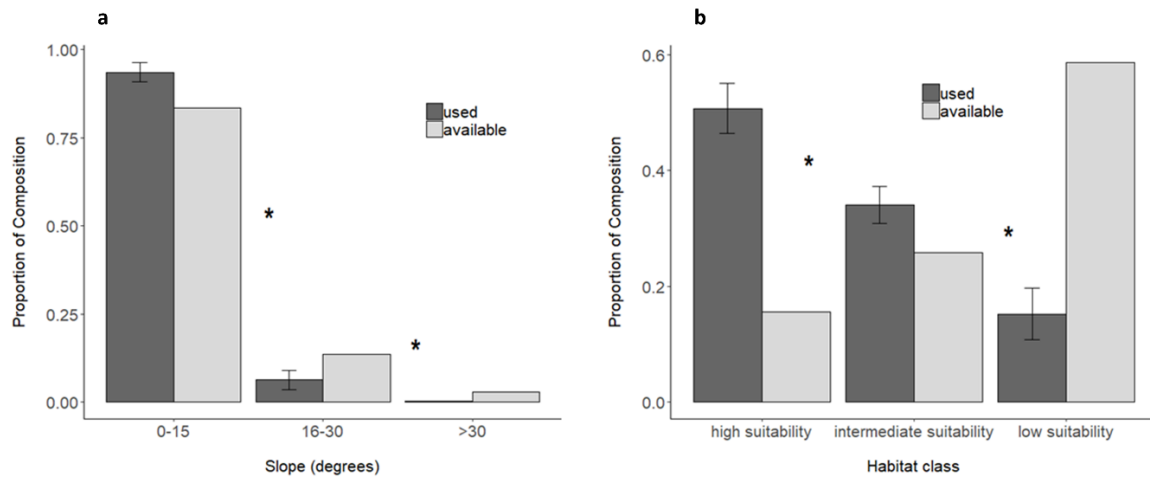 a
Proportion of Composition
1.00
0.75
0.50
0.25
0.00
used
available
*
*
0-15
16-30
>30
Slope (degrees)
b
Proportion of Composition
0.6
0.4
0.2
0.0
used
available
*
*
high suitability
intermediate suitability
low suitability
Habitat class